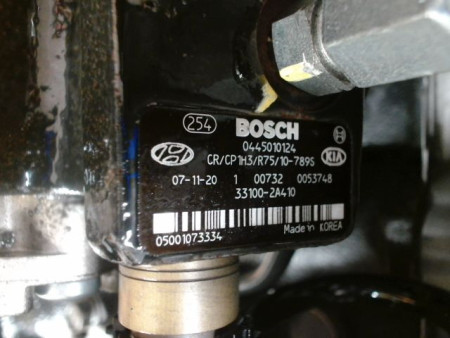 254 BOSCH
0445010124
CR/CP1H3/R75/10-789S
KIA
07-11-20 1 00732 0053748
33100-2A410
05001073334
Made in KOREA